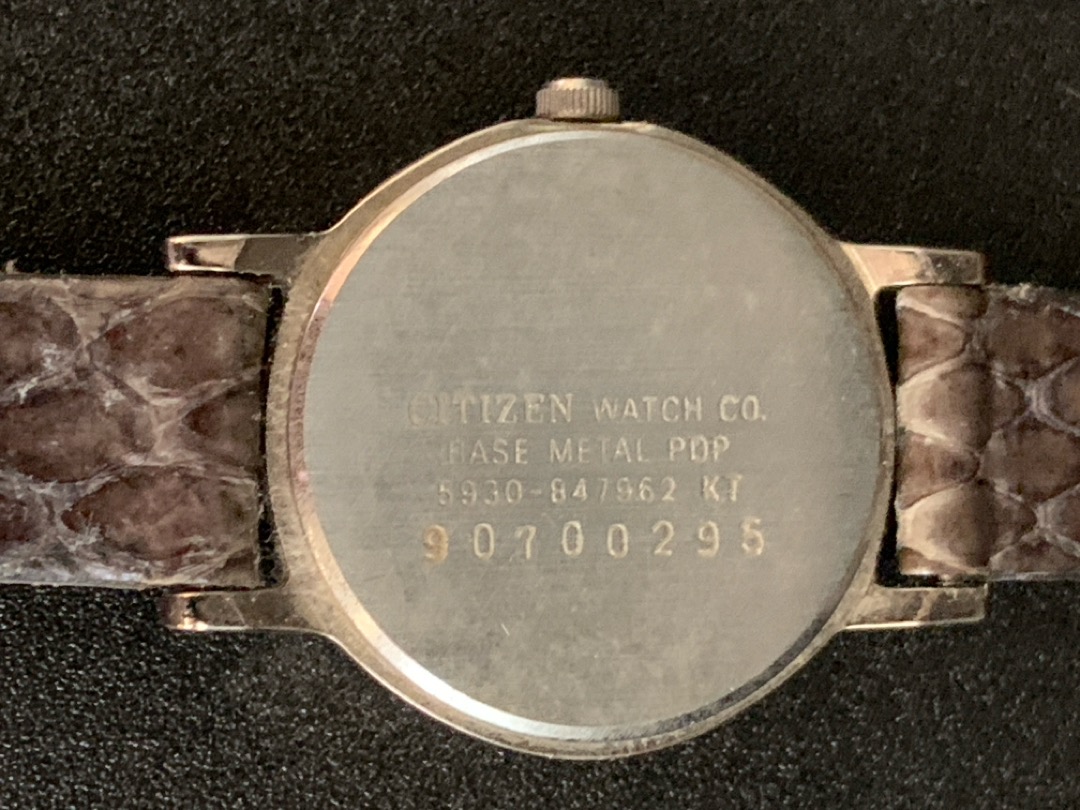 CITIZEN WATCH CO.
BASE METAL PDP
5930-847962 KT
90700295